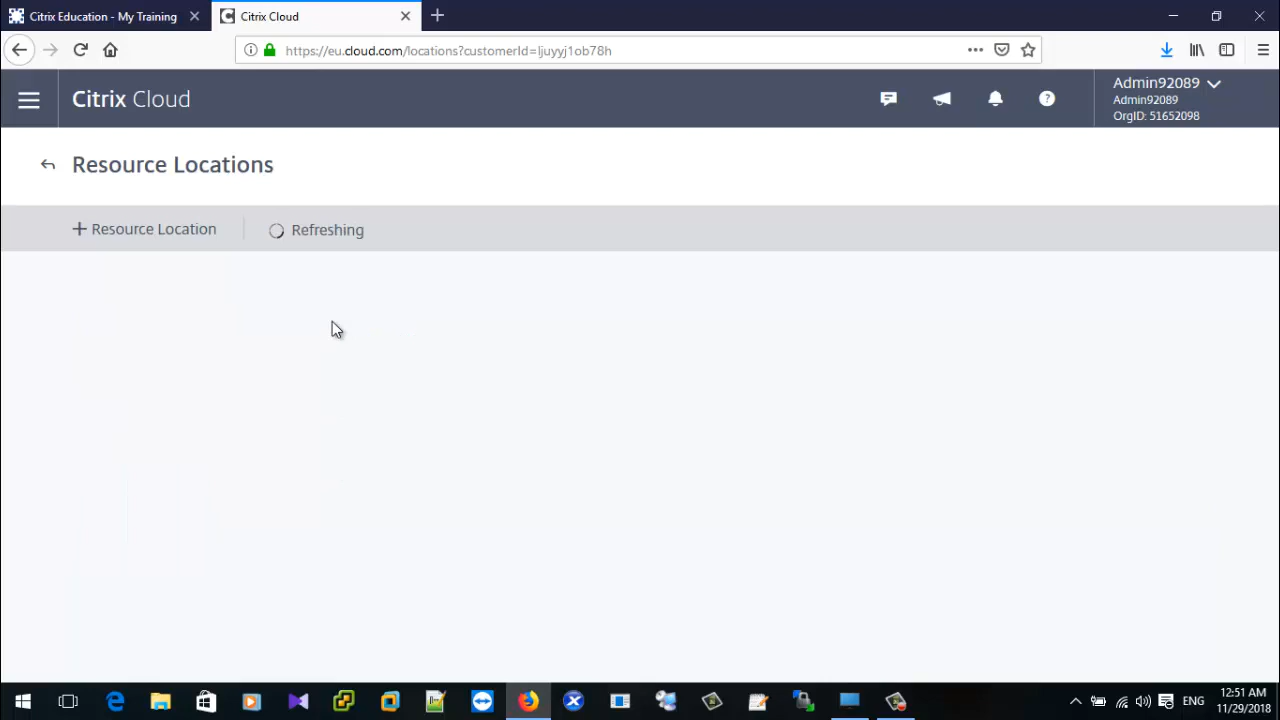 Citrix Education - My Training
Citrix Cloud
https://eu.cloud.com/locations?customerId=ljuyyj1ob78h
Citrix Cloud
Admin92089
Admin92089
OrgID: 51652098
Resource Locations
+ Resource Location
Refreshing
ENG
12:51 AM
11/29/2018